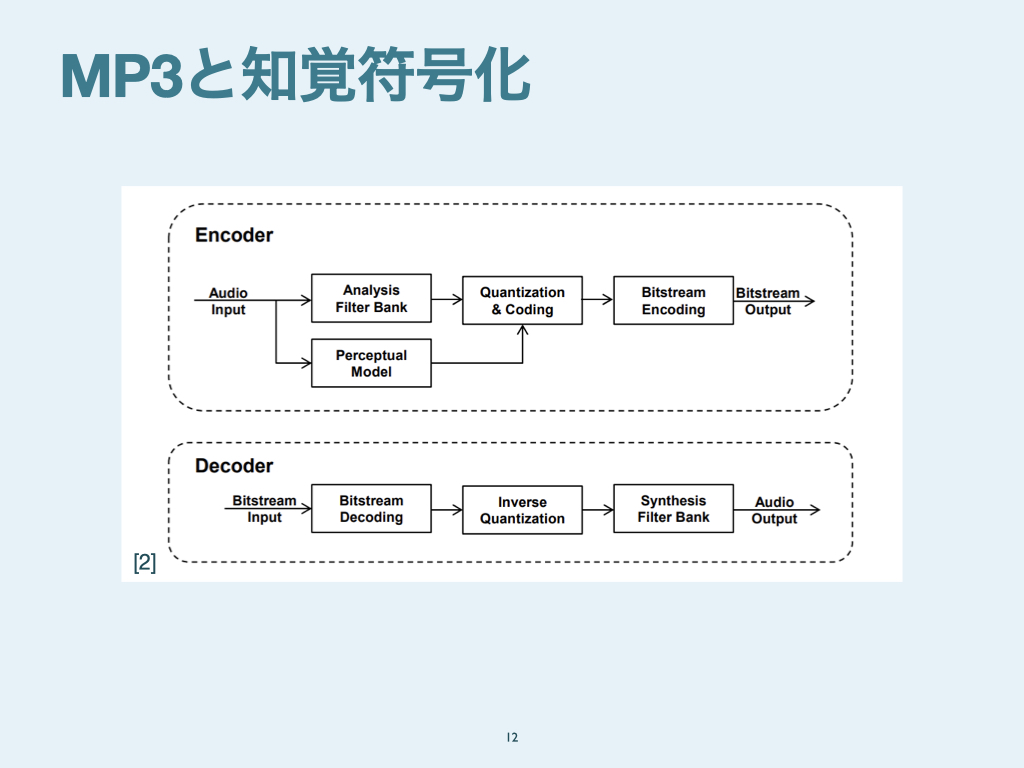 MP3と知覚符号化
Encoder
Audio
Input
Analysis
Filter Bank
Quantization
& Coding
Bitstream
Encoding
Bitstream
Output
Perceptual
Model
Decoder
Bitstream
Input
Bitstream
Decoding
Inverse
Quantization
Synthesis
Filter Bank
Audio
Output
[2]
12